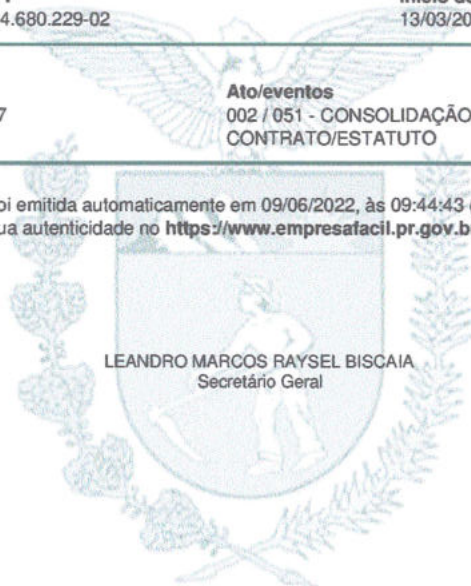 4.680.229-02
13/03/20
7
Ato/eventos
002 / 051 - CONSOLIDAÇÃO
CONTRATO/ESTATUTO
oi emitida automaticamente em 09/06/2022, às 09:44:43
ua autenticidade no https://www.empresafacil.pr.gov.b
LEANDRO MARCOS RAYSEL BISCAIA
Secretário Geral